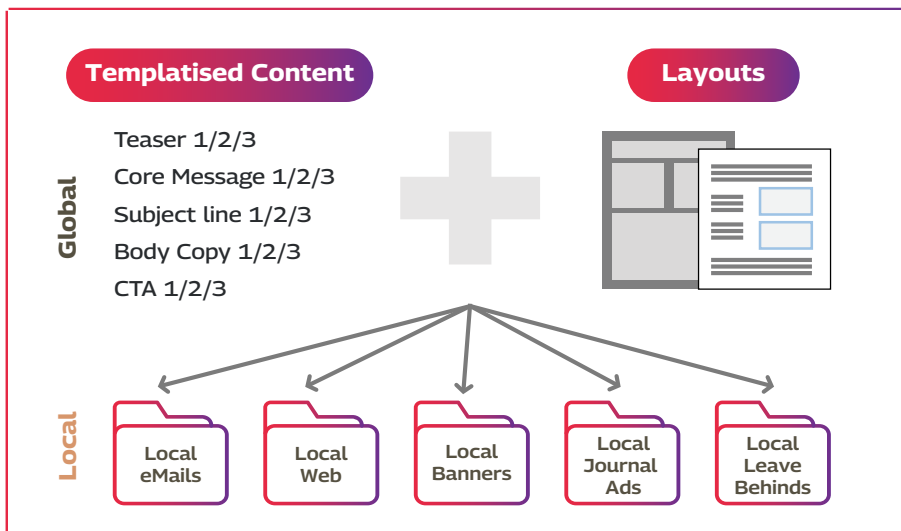 Templatised Content
Layouts
Global
Teaser 1/2/3
Core Message 1/2/3
Subject line 1/2/3
Body Copy 1/2/3
CTA 1/2/3
Local
Local
eMails
Local
Web
Local
Banners
Local
Journal
Ads
Local
Leave
Behinds